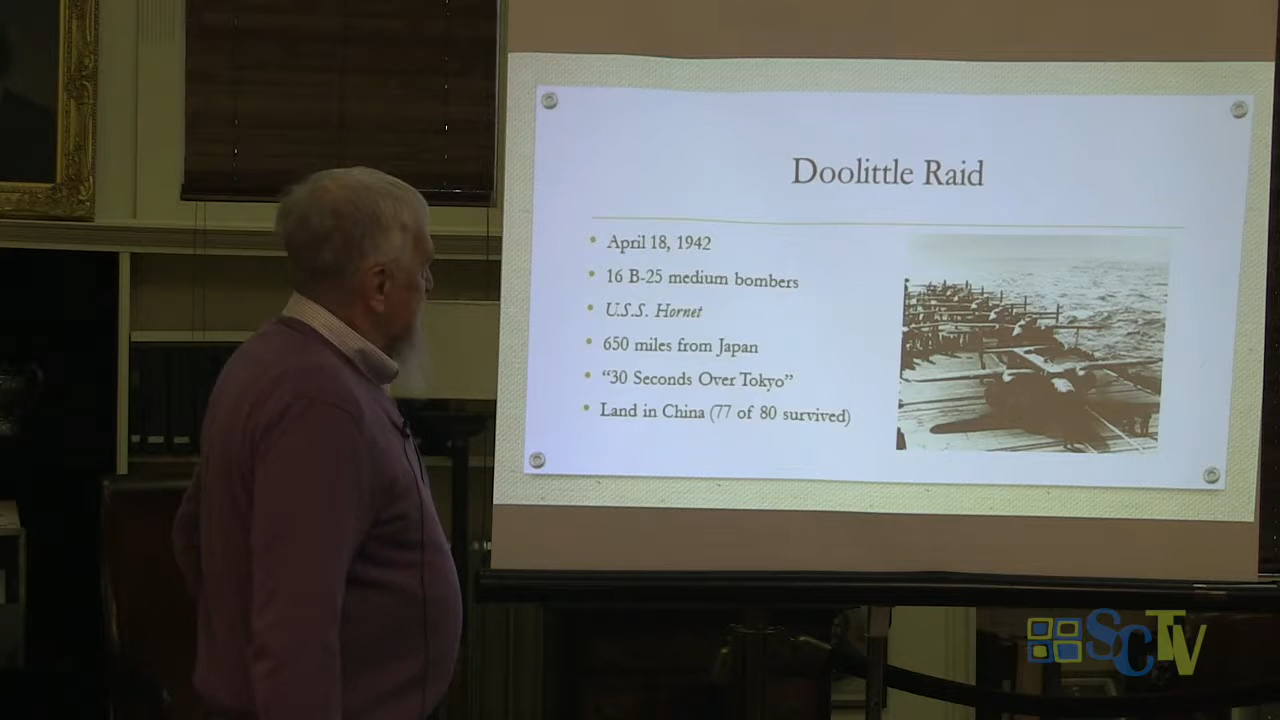 Doolittle Raid
• April 18, 1942
• 16 B-25 medium bombers
• U.S.S. Hornet
• 650 miles from Japan
• “30 Seconds Over Tokyo”
• Land in China (77 of 80 survived)
SCTV